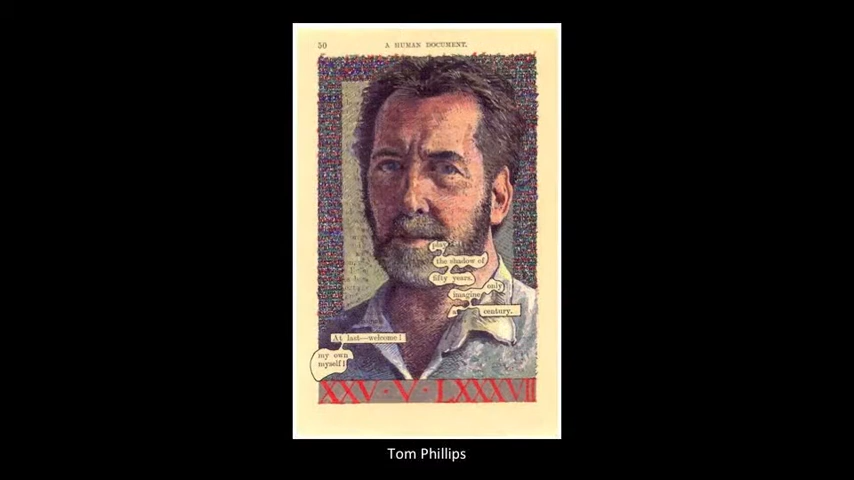 50
A HUMAN DOCUMENT.
play
the shadow of
fifty years.
only
imagine
a century.
At last—welcome!
my own
myself!
XXV·V·LXXXVII
Tom Phillips